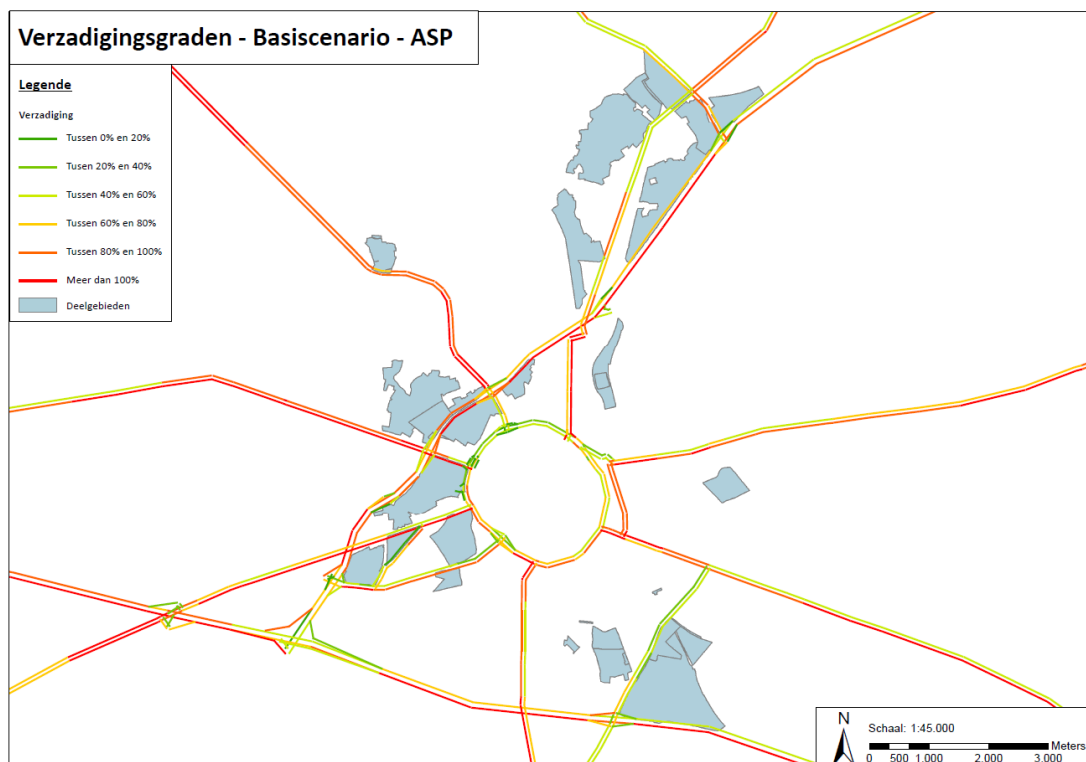 Verzadigingsgraden - Basiscenario - ASP
Legende
Verzadiging
Tussen 0% en 20%
Tusen 20% en 40%
Tussen 40% en 60%
Tussen 60% en 80%
Tussen 80% en 100%
Meer dan 100%
Deelgebieden
N
Schaal: 1:45.000
Meters
0 500 1.000 2.000 3.000